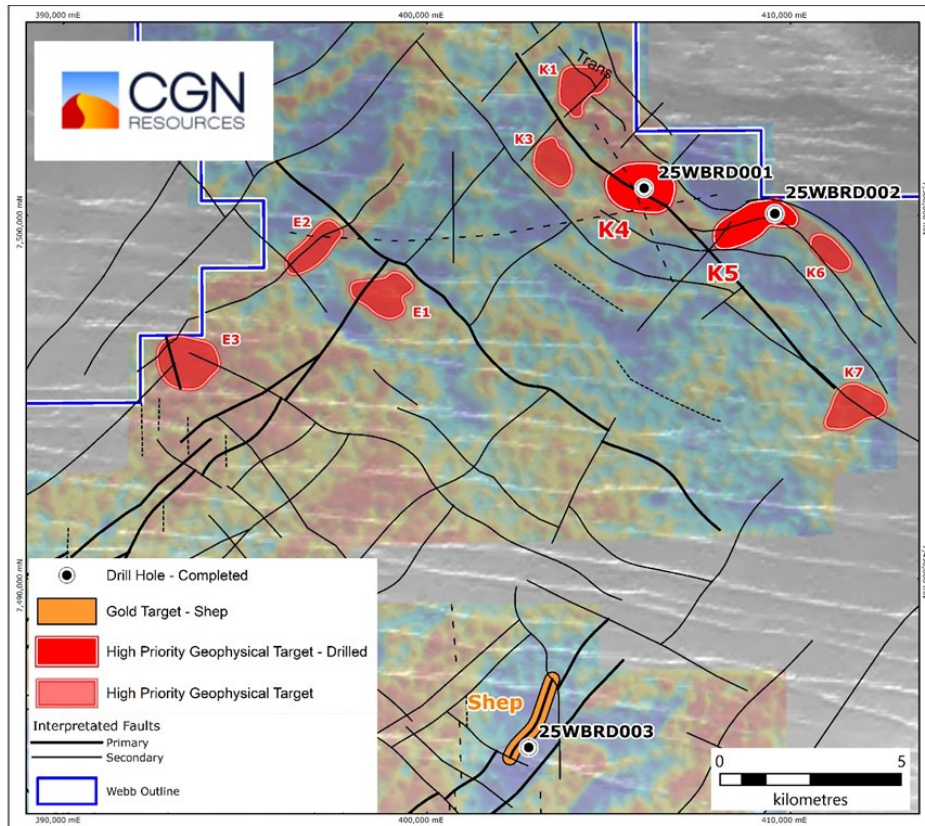 390,000 mE
400,000 mE
410,000 mE
CGN
RESOURCES
K1
Trans
K3
25WBRD001
25WBRD002
K4
K5
K6
E2
E1
E3
K7
7,500,000 mN
7,490,000 mN
Drill Hole - Completed
Gold Target - Shep
High Priority Geophysical Target - Drilled
High Priority Geophysical Target
Interpretated Faults
Primary
Secondary
Webb Outline
Shep
25WBRD003
0 5
kilometres
390,000 mE
400,000 mE
410,000 mE